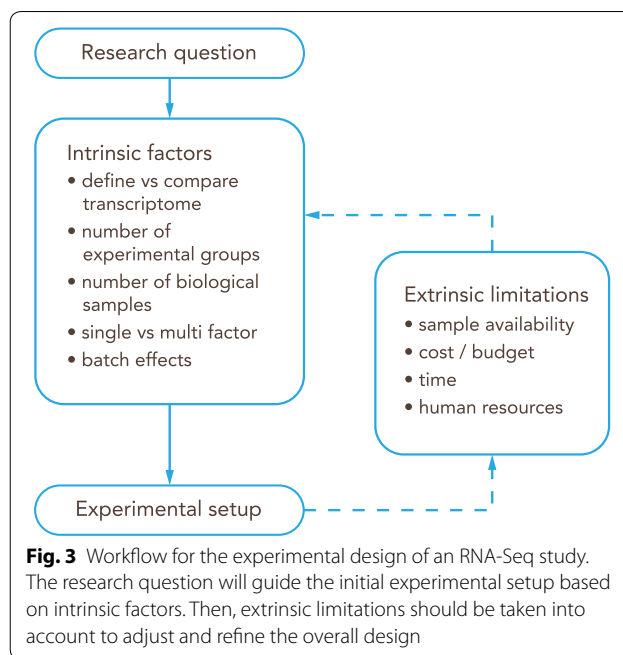 Research question
Intrinsic factors
• define vs compare
transcriptome
• number of
experimental groups
• number of biological
samples
• single vs multi factor
• batch effects
Extrinsic limitations
• sample availability
• cost / budget
• time
• human resources
Experimental setup
Fig. 3 Workflow for the experimental design of an RNA-Seq study.
The research question will guide the initial experimental setup based
on intrinsic factors. Then, extrinsic limitations should be taken into
account to adjust and refine the overall design